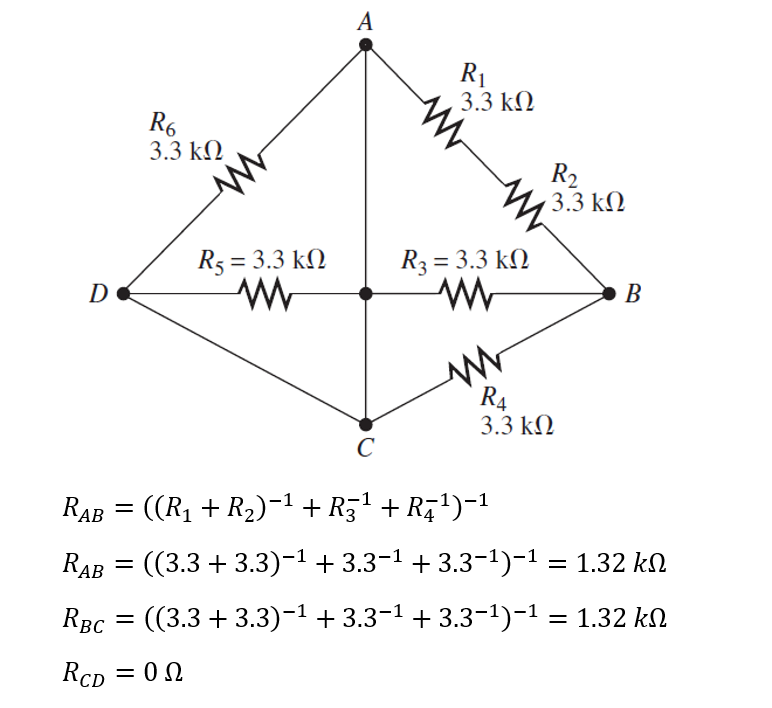 A
R₁
3.3 kΩ
R₆
3.3 kΩ
R₂
3.3 kΩ
R₅ = 3.3 kΩ
R₃ = 3.3 kΩ
D
B
R₄
3.3 kΩ
C
R_AB = ((R₁ + R₂)⁻¹ + R₃⁻¹ + R₄⁻¹)⁻¹
R_AB = ((3.3 + 3.3)⁻¹ + 3.3⁻¹ + 3.3⁻¹)⁻¹ = 1.32 kΩ
R_BC = ((3.3 + 3.3)⁻¹ + 3.3⁻¹ + 3.3⁻¹)⁻¹ = 1.32 kΩ
R_CD = 0 Ω